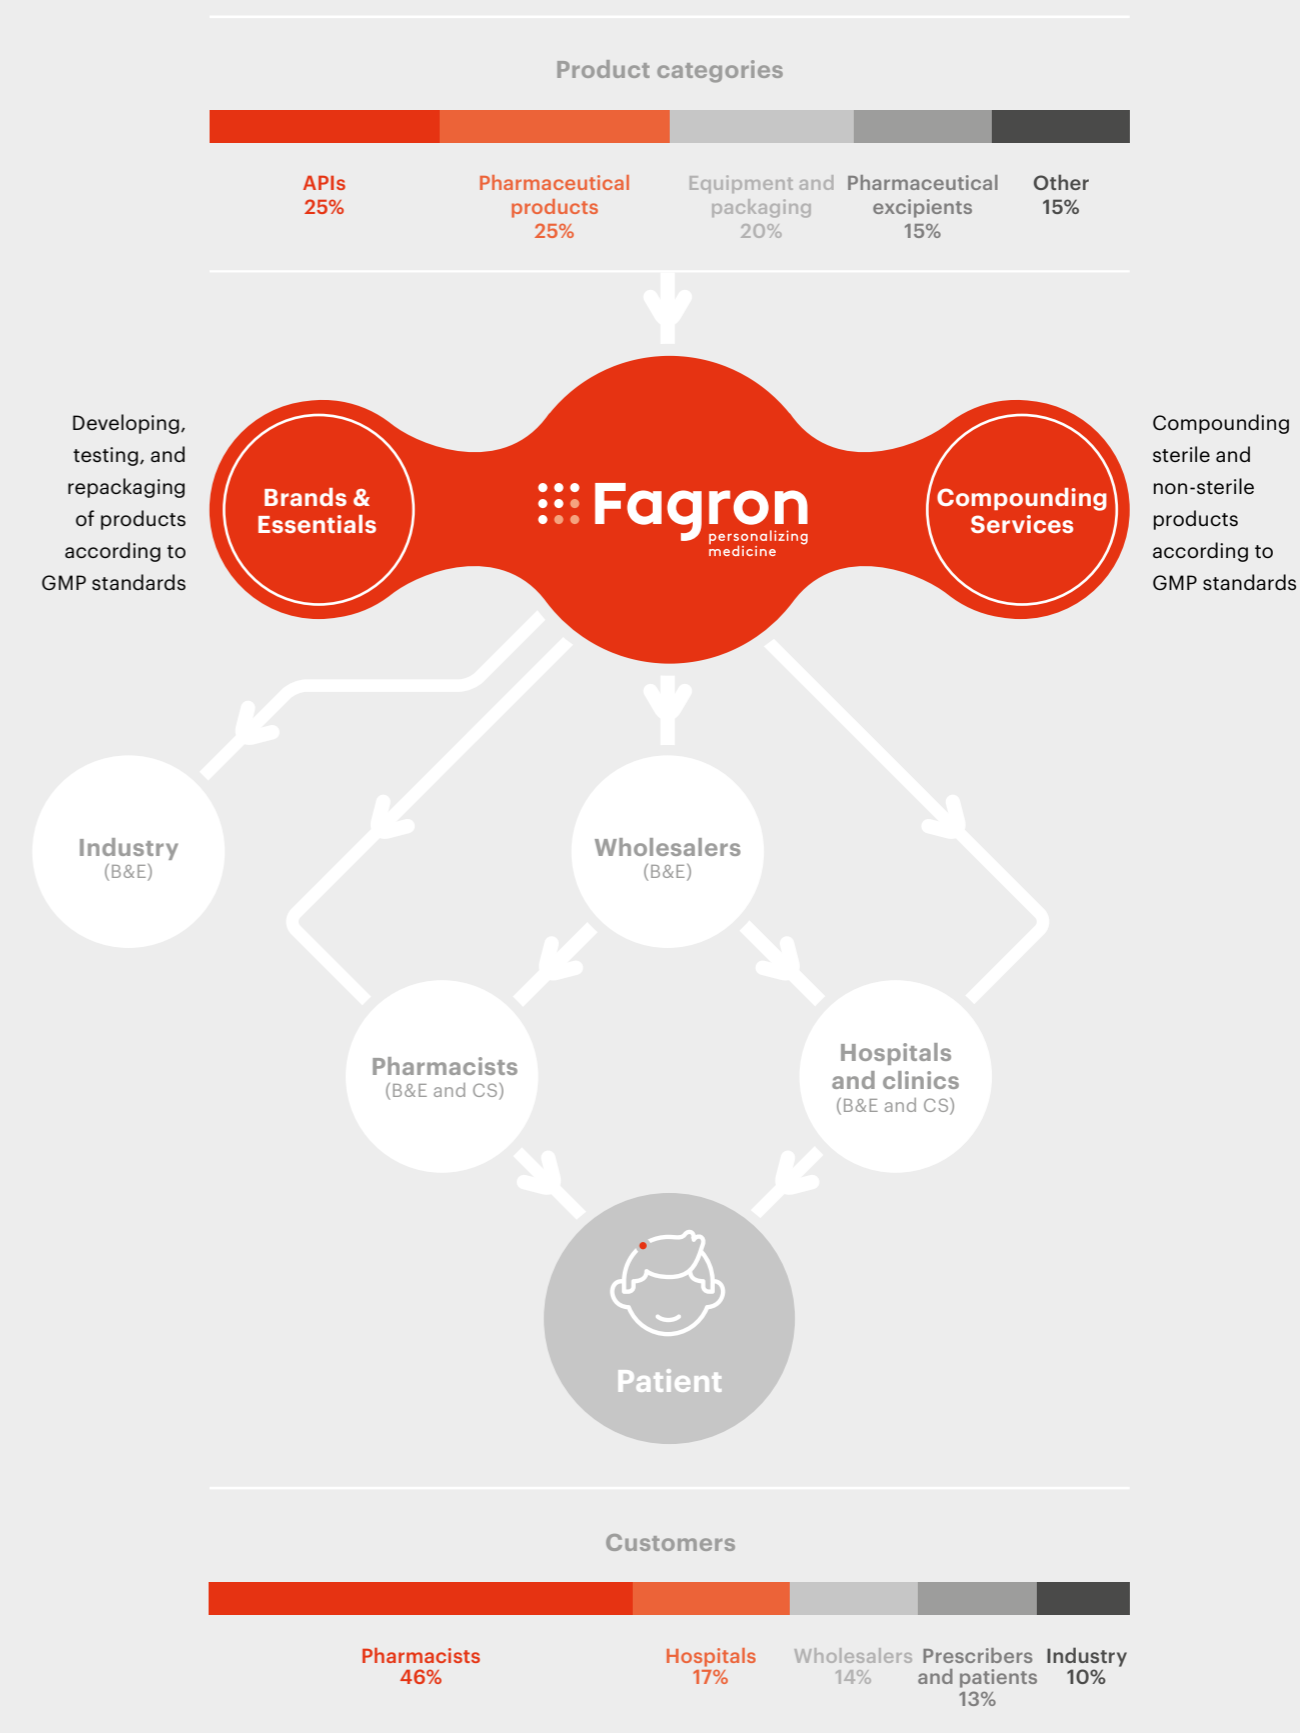 Product categories
APIs
25%
Pharmaceutical
products
25%
Equipment and
packaging
20%
Pharmaceutical
excipients
15%
Other
15%
Developing,
testing, and
repackaging
of products
according to
GMP standards
Brands &
Essentials
Fagron
personalizing
medicine
Compounding
Services
Compounding
sterile and
non-sterile
products
according to
GMP standards
Industry
(B&E)
Wholesalers
(B&E)
Pharmacists
(B&E and CS)
Hospitals
and clinics
(B&E and CS)
Patient
Customers
Pharmacists
46%
Hospitals
17%
Wholesalers
14%
Prescribers
and patients
13%
Industry
10%